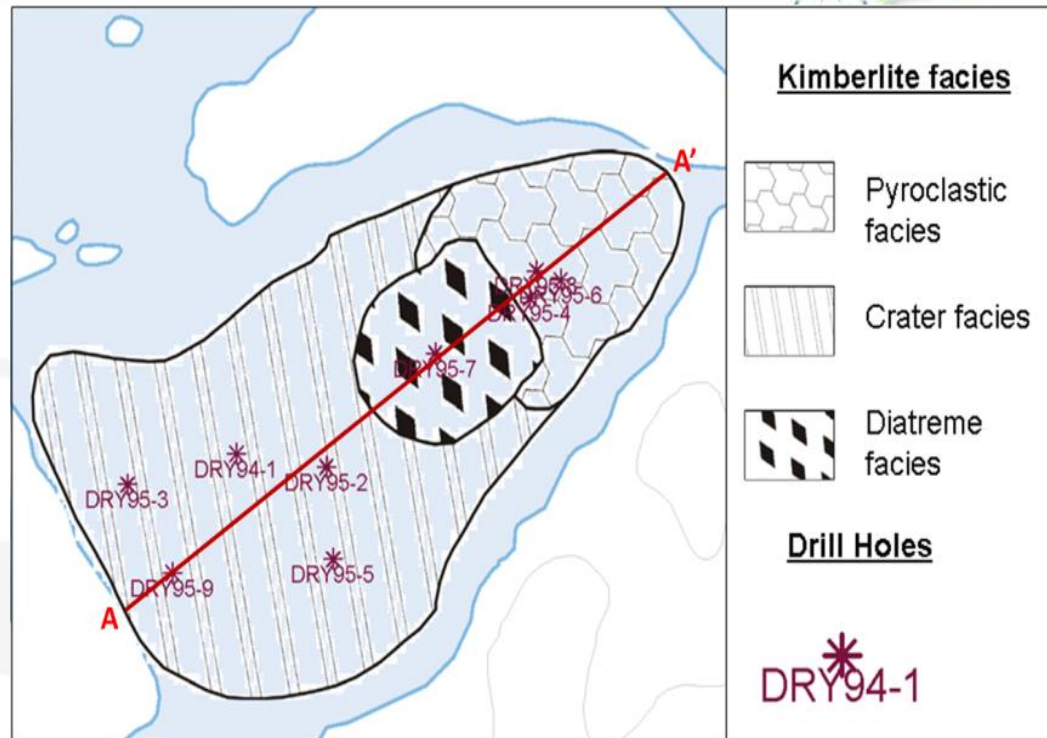 A'
DRY95-6
DRY95-4
DRY95-7
DRY94-1
DRY95-2
DRY95-3
DRY95-5
DRY95-9
A
Kimberlite facies
Pyroclastic
facies
Crater facies
Diatreme
facies
Drill Holes
DRY94-1